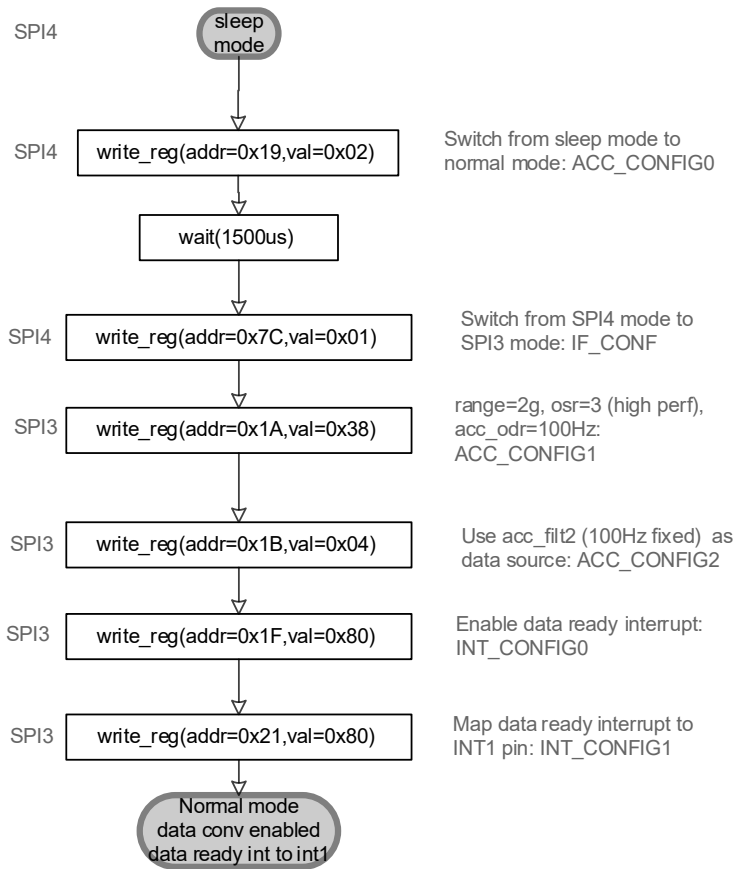 SPI4
sleep
mode
SPI4
write_reg(addr=0x19,val=0x02)
Switch from sleep mode to
normal mode: ACC_CONFIG0
wait(1500us)
SPI4
write_reg(addr=0x7C,val=0x01)
Switch from SPI4 mode to
SPI3 mode: IF_CONF
SPI3
write_reg(addr=0x1A,val=0x38)
range=2g, osr=3 (high perf),
acc_odr=100Hz:
ACC_CONFIG1
SPI3
write_reg(addr=0x1B,val=0x04)
Use acc_filt2 (100Hz fixed) as
data source: ACC_CONFIG2
SPI3
write_reg(addr=0x1F,val=0x80)
Enable data ready interrupt:
INT_CONFIG0
SPI3
write_reg(addr=0x21,val=0x80)
Map data ready interrupt to
INT1 pin: INT_CONFIG1
Normal mode
data conv enabled
data ready int to int1